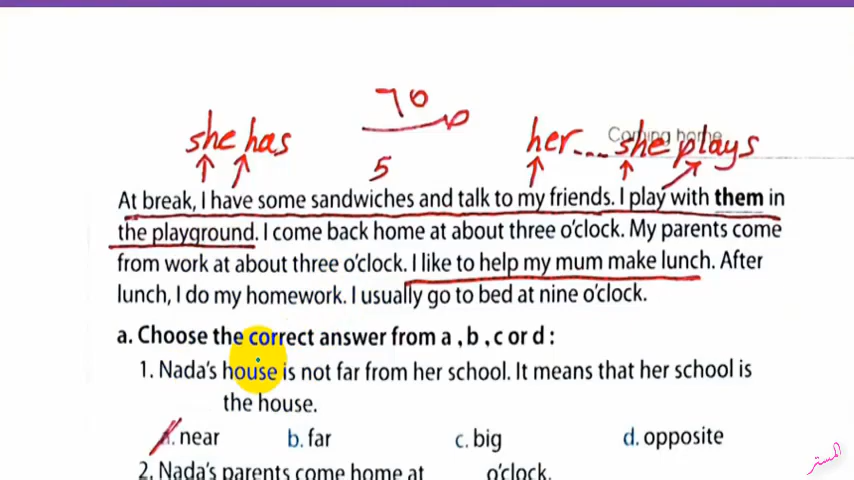 70
she has
her... she plays
Coming home
5
At break, I have some sandwiches and talk to my friends. I play with them in
the playground. I come back home at about three o'clock. My parents come
from work at about three o'clock. I like to help my mum make lunch. After
lunch, I do my homework. I usually go to bed at nine o'clock.
a. Choose the correct answer from a , b , c or d :
1. Nada's house is not far from her school. It means that her school is
the house.
. near b. far c. big d. opposite
2. Nada's parents come home at o'clock.